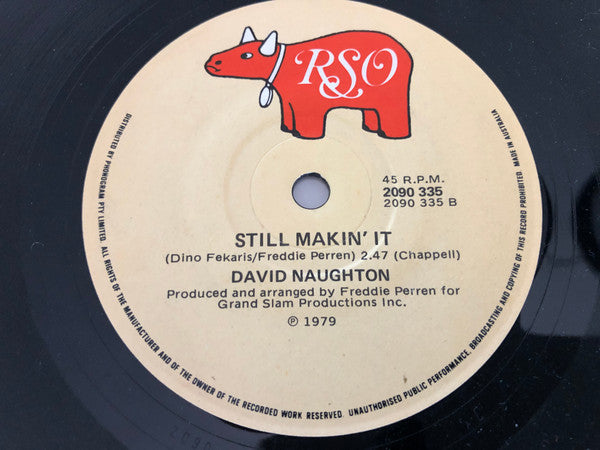 RSO
45 R.P.M.
2090 335
2090 335 B
STILL MAKIN' IT
(Dino Fekaris/Freddie Perren) 2.47 (Chappell)
DAVID NAUGHTON
Produced and arranged by Freddie Perren for
Grand Slam Productions Inc.
℗ 1979
DISTRIBUTED BY PHONOGRAM PTY LIMITED. ALL RIGHTS OF THE MANUFACTURER AND OF THE OWNER OF THE RECORDED WORK RESERVED. UNAUTHORISED PUBLIC PERFORMANCE, BROADCASTING AND COPYING OF THIS RECORD PROHIBITED. MADE IN AUSTRALIA